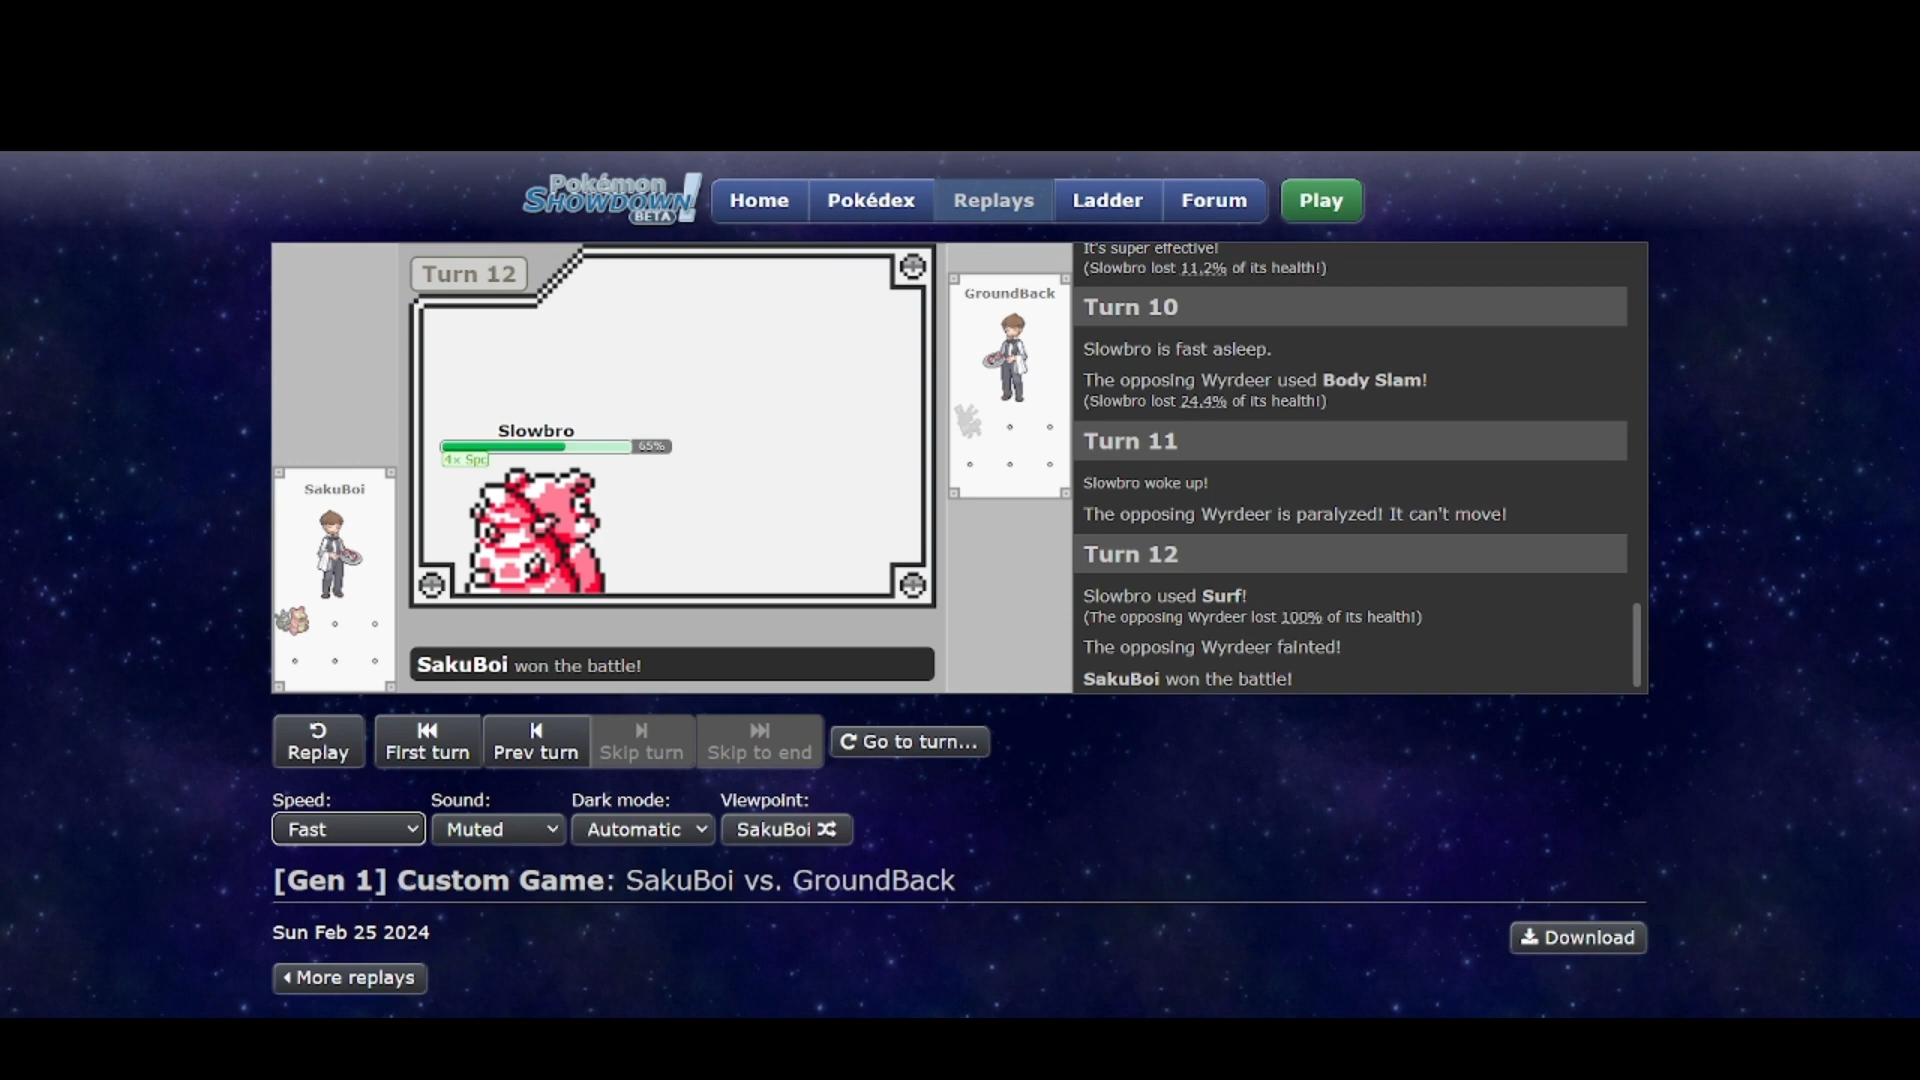 Pokémon
SHOWDOWN!
BETA
Home
Pokédex
Replays
Ladder
Forum
Play
Turn 12
Slowbro
65%
4× Spc
SakuBoi
GroundBack
SakuBoi won the battle!
It's super effective!
(Slowbro lost 11.2% of its health!)
Turn 10
Slowbro is fast asleep.
The opposing Wyrdeer used Body Slam!
(Slowbro lost 24.4% of its health!)
Turn 11
Slowbro woke up!
The opposing Wyrdeer is paralyzed! It can't move!
Turn 12
Slowbro used Surf!
(The opposing Wyrdeer lost 100% of its health!)
The opposing Wyrdeer fainted!
SakuBoi won the battle!
Replay
First turn
Prev turn
Skip turn
Skip to end
Go to turn...
Speed:
Sound:
Dark mode:
Viewpoint:
Fast
Muted
Automatic
SakuBoi
[Gen 1] Custom Game: SakuBoi vs. GroundBack
Sun Feb 25 2024
Download
More replays